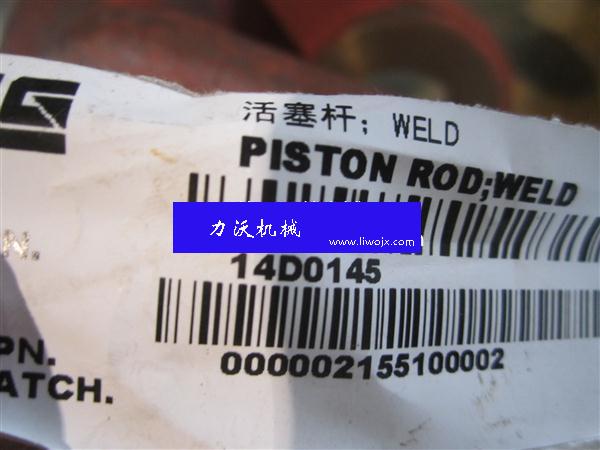 活塞杆; WELD
PISTON ROD;WELD
力沃机械
www.liwojx.com
14D0145
PN.
000002155100002
ATCH.